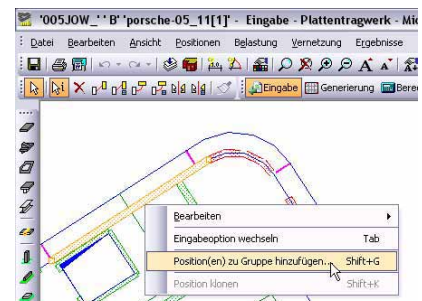 '005JOW_' ' B' 'porsche-05_11[1]' - Eingabe - Plattentragwerk - Mic
Datei Bearbeiten Ansicht Positionen Belastung Vernetzung Ergebnisse
Eingabe Generierung Bere
Bearbeiten
Eingabeoption wechseln Tab
Position(en) zu Gruppe hinzufügen... Shift+G
Position klonen Shift+K